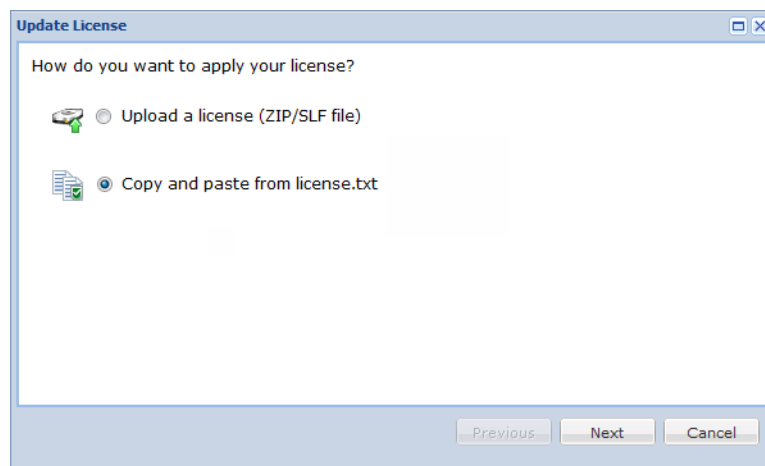 Update License
How do you want to apply your license?
Upload a license (ZIP/SLF file)
Copy and paste from license.txt
Previous Next Cancel